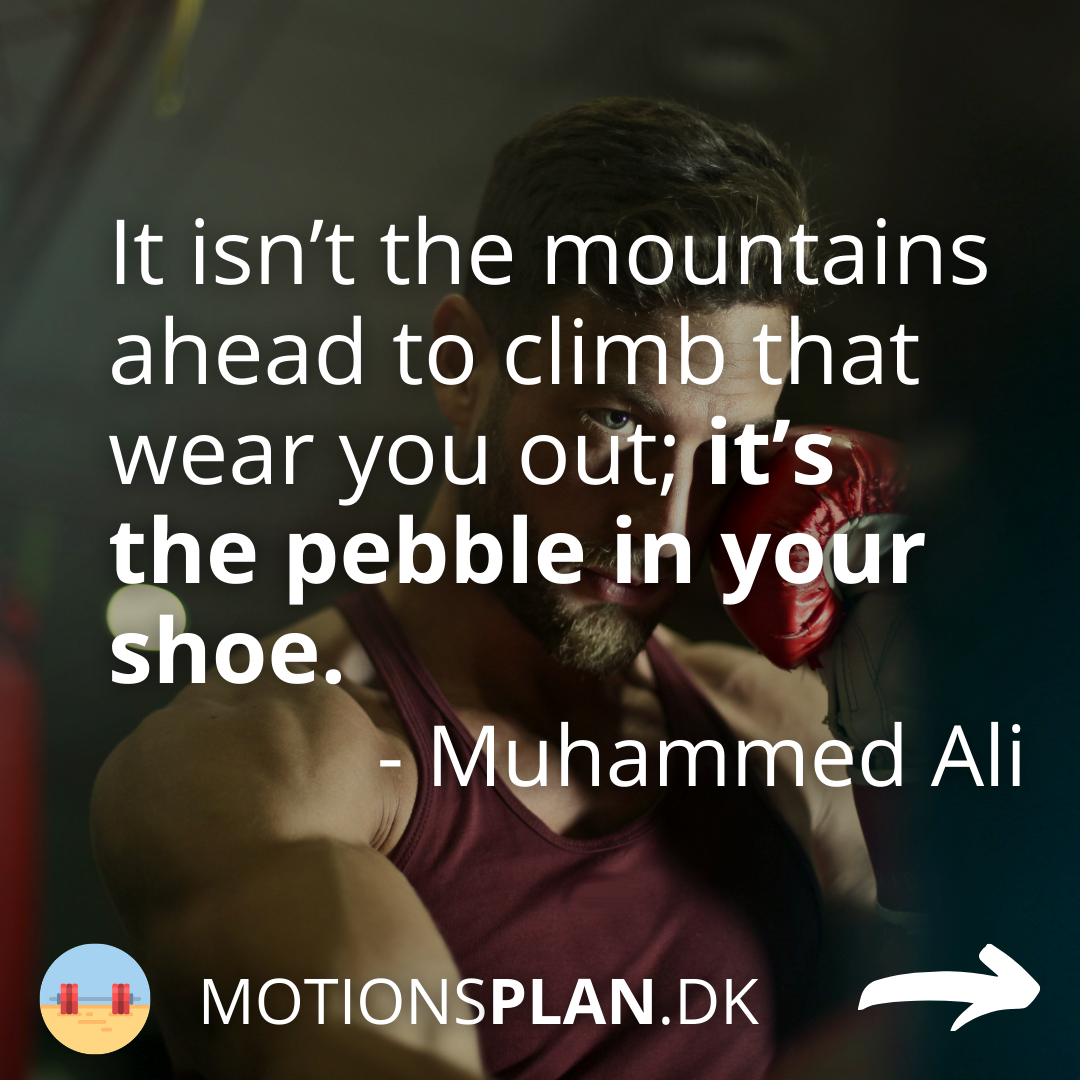 It isn’t the mountains
ahead to climb that
wear you out; it’s
the pebble in your
shoe.
- Muhammed Ali
MOTIONSPLAN.DK